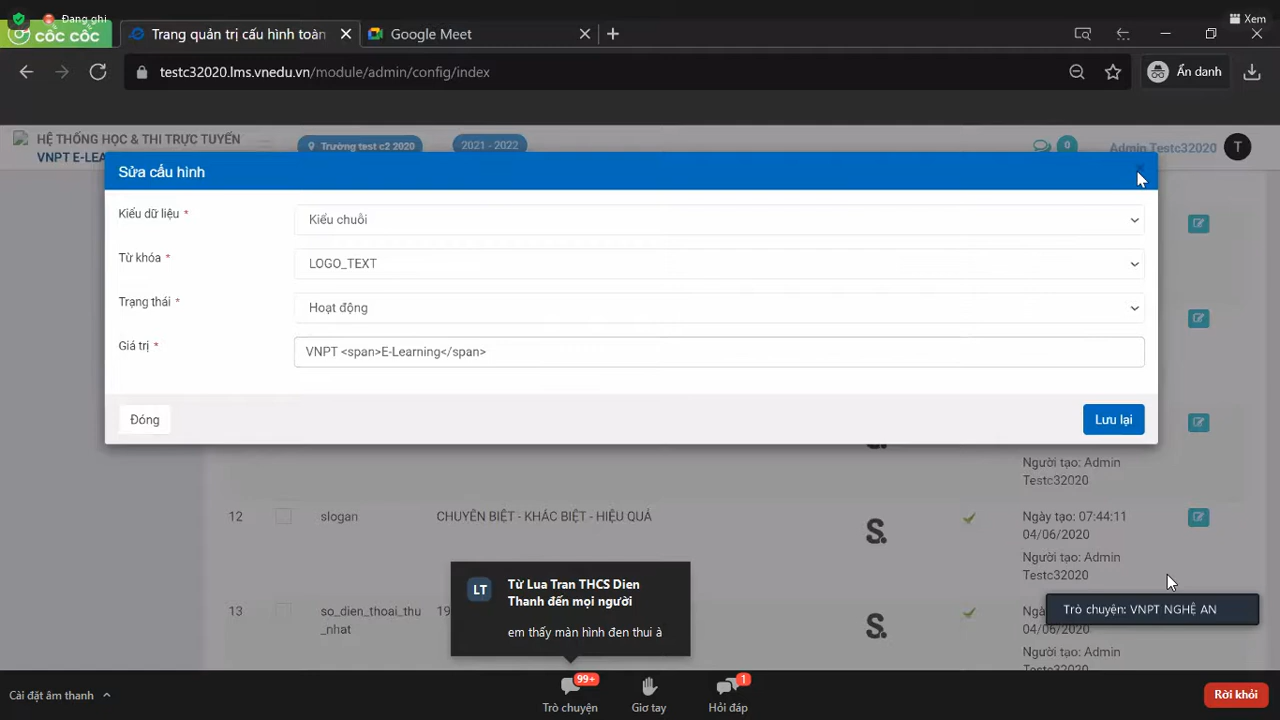 Đang ghi
Xem
cốc cốc
Trang quản trị cấu hình toàn
Google Meet
testc32020.lms.vnedu.vn/module/admin/config/index
Ẩn danh
HỆ THỐNG HỌC & THI TRỰC TUYẾN
VNPT E-LEA
Trường test c2 2020
2021 - 2022
0
Admin Testc32020
T
Sửa cấu hình
Kiểu dữ liệu *
Kiểu chuỗi
Từ khóa *
LOGO_TEXT
Trạng thái *
Hoạt động
Giá trị *
VNPT <span>E-Learning</span>
Đóng
Lưu lại
Người tạo: Admin
Testc32020
12
slogan
CHUYÊN BIỆT - KHÁC BIỆT - HIỆU QUẢ
S.
Ngày tạo: 07:44:11
04/06/2020
Người tạo: Admin
Testc32020
13
so_dien_thoai_thu
_nhat
19
S.
Ngà
04/06/2020
Người tạo: Admin
Testc32020
LT
Từ Lua Tran THCS Dien
Thanh đến mọi người
em thấy màn hình đen thui à
Trò chuyện: VNPT NGHỆ AN
Cài đặt âm thanh
99+
Trò chuyện
Giơ tay
1
Hỏi đáp
Rời khỏi